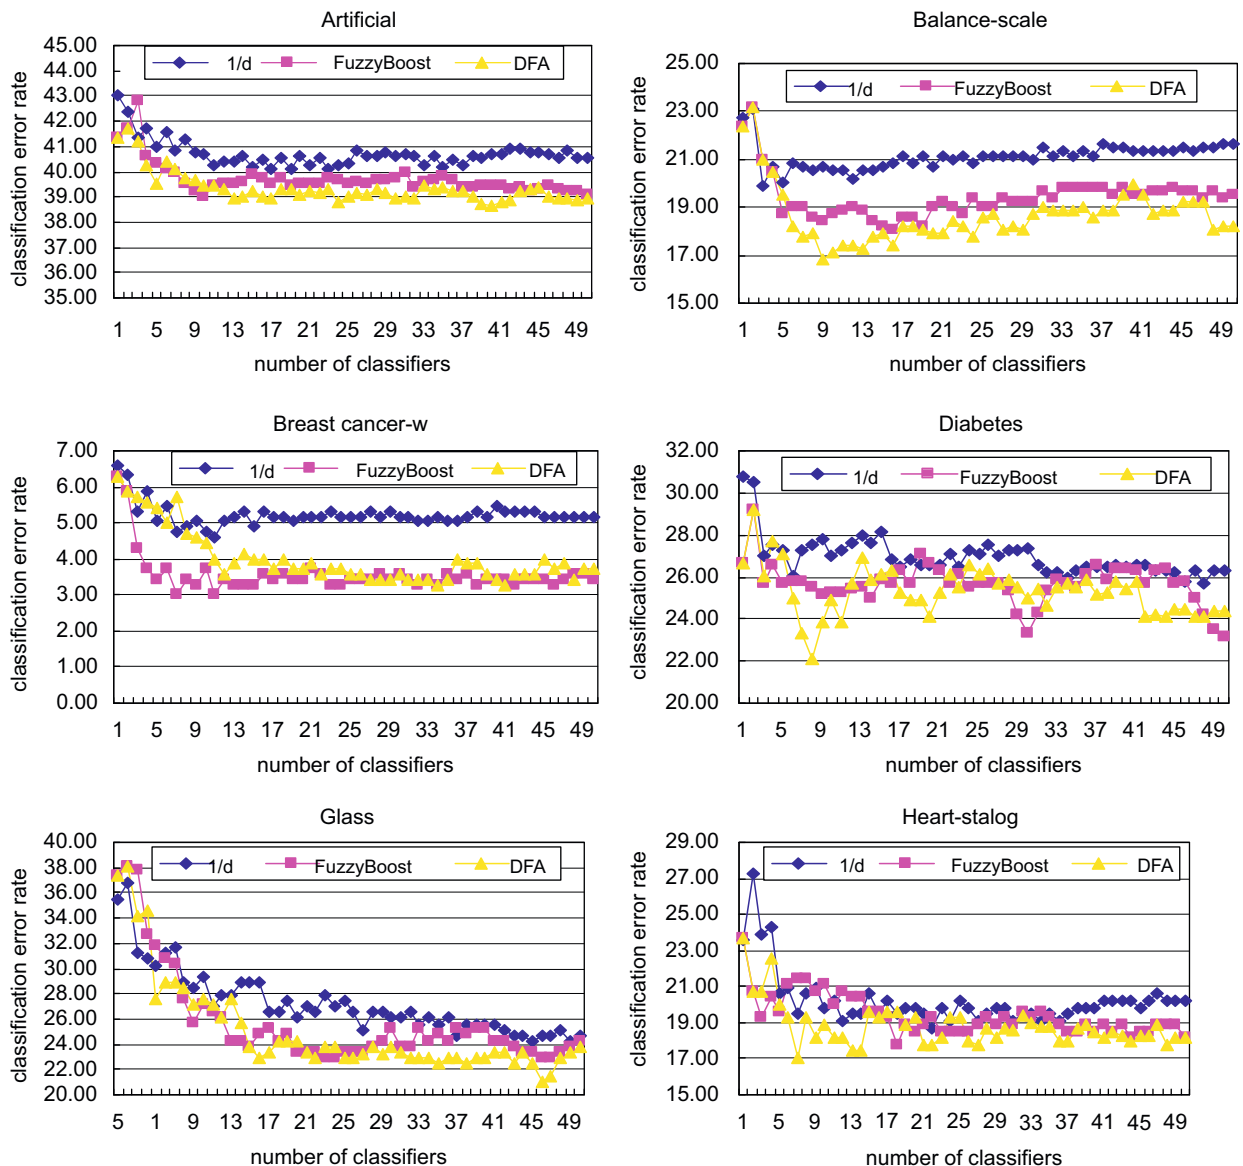 Artificial
45.00
44.00
43.00
42.00
41.00
40.00
39.00
38.00
37.00
36.00
35.00
classification error rate
1/d FuzzyBoost DFA
1 5 9 13 17 21 25 29 33 37 41 45 49
number of classifiers
Balance-scale
25.00
23.00
21.00
19.00
17.00
15.00
classification error rate
1/d FuzzyBoost DFA
1 5 9 13 17 21 25 29 33 37 41 45 49
number of classifiers
Breast cancer-w
7.00
6.00
5.00
4.00
3.00
2.00
1.00
0.00
classification error rate
1/d FuzzyBoost DFA
1 5 9 13 17 21 25 29 33 37 41 45 49
number of classifiers
Diabetes
32.00
30.00
28.00
26.00
24.00
22.00
20.00
classification error rate
1/d FuzzyBoost DFA
1 5 9 13 17 21 25 29 33 37 41 45 49
number of classifiers
Glass
40.00
38.00
36.00
34.00
32.00
30.00
28.00
26.00
24.00
22.00
20.00
classification error rate
1/d FuzzyBoost DFA
5 1 9 13 17 21 25 29 33 37 41 45 49
number of classifiers
Heart-stalog
29.00
27.00
25.00
23.00
21.00
19.00
17.00
15.00
classification error rate
1/d FuzzyBoost DFA
1 5 9 13 17 21 25 29 33 37 41 45 49
number of classifiers